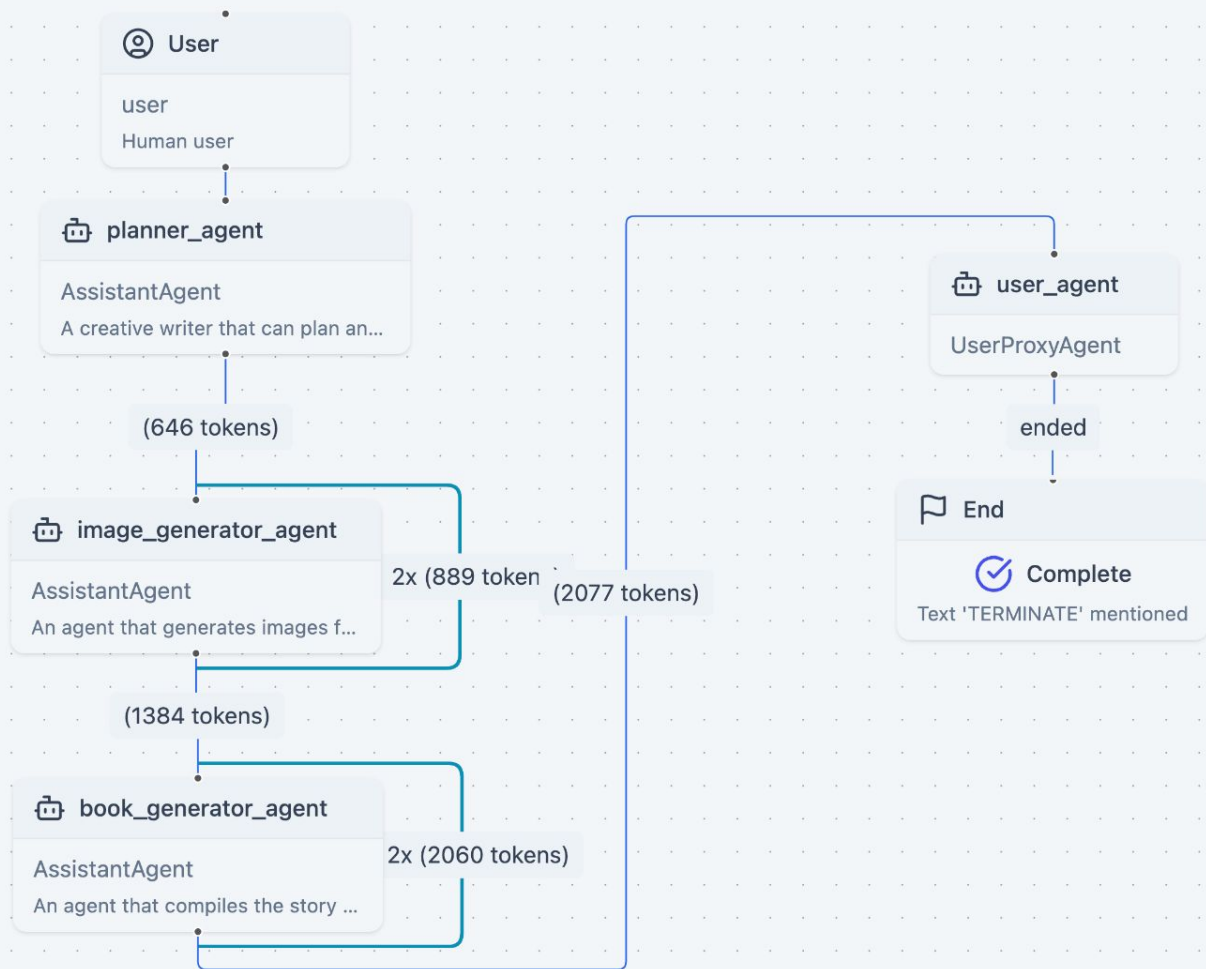 User
user
Human user
planner_agent
AssistantAgent
A creative writer that can plan an...
(646 tokens)
image_generator_agent
AssistantAgent
An agent that generates images f...
2x (889 token
(1384 tokens)
book_generator_agent
AssistantAgent
An agent that compiles the story ...
2x (2060 tokens)
(2077 tokens)
user_agent
UserProxyAgent
ended
End
Complete
Text 'TERMINATE' mentioned